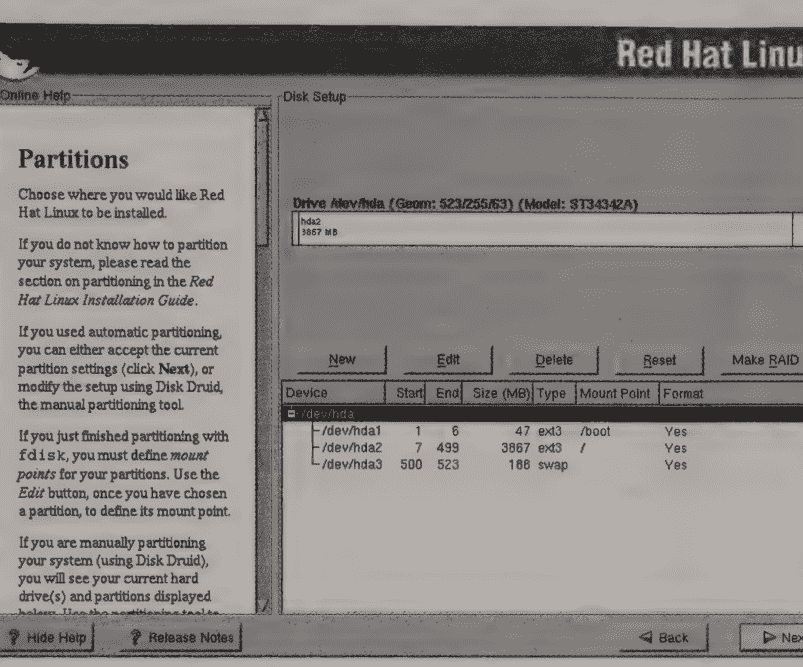 Red Hat Linu
Online Help
Disk Setup
Partitions
Choose where you would like Red
Hat Linux to be installed.
If you do not know how to partition
your system, please read the
section on partitioning in the Red
Hat Linux Installation Guide.
If you used automatic partitioning,
you can either accept the current
partition settings (click Next), or
modify the setup using Disk Druid,
the manual partitioning tool.
If you just finished partitioning with
fdisk, you must define mount
points for your partitions. Use the
Edit button, once you have chosen
a partition, to define its mount point.
If you are manually partitioning
your system (using Disk Druid),
you will see your current hard
drive(s) and partitions displayed
below. Use the partitioning tool to
Drive /dev/hda (Geom: 523/255/63) (Model: ST34342A)
hda2
3867 MB
New Edit Delete Reset Make RAID
Device Start End Size (MB) Type Mount Point Format
/dev/hda
/dev/hda1 1 6 47 ext3 /boot Yes
/dev/hda2 7 499 3867 ext3 / Yes
/dev/hda3 500 523 188 swap Yes
Hide Help Release Notes Back Nex